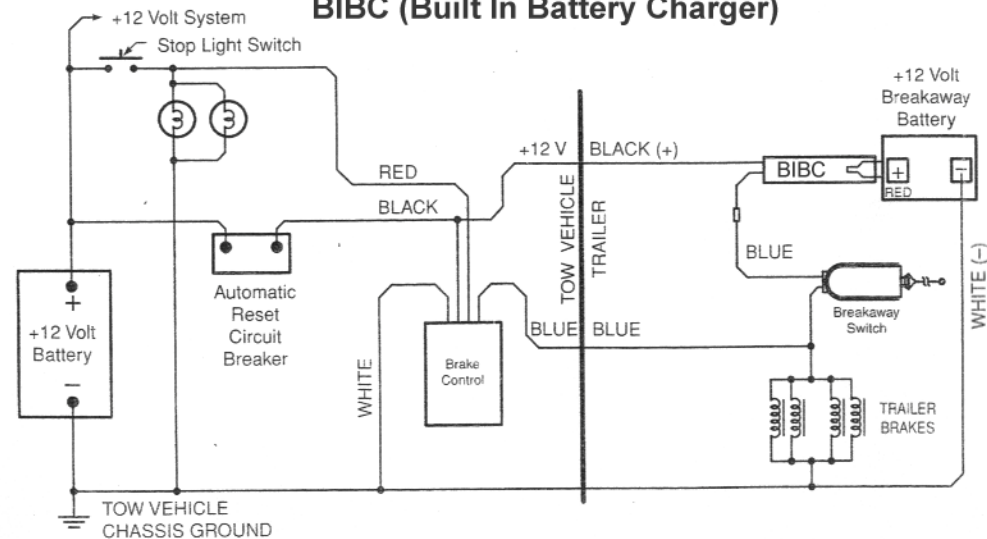 BIBC (Built In Battery Charger)
+12 Volt System
Stop Light Switch
+12 Volt
Breakaway
Battery
+12 V
BLACK (+)
BIBC
+
−
RED
RED
BLACK
TOW VEHICLE
TRAILER
BLUE
WHITE (−)
Breakaway
Switch
+
+12 Volt
Battery
−
Automatic
Reset
Circuit
Breaker
WHITE
Brake
Control
BLUE
BLUE
TRAILER
BRAKES
TOW VEHICLE
CHASSIS GROUND